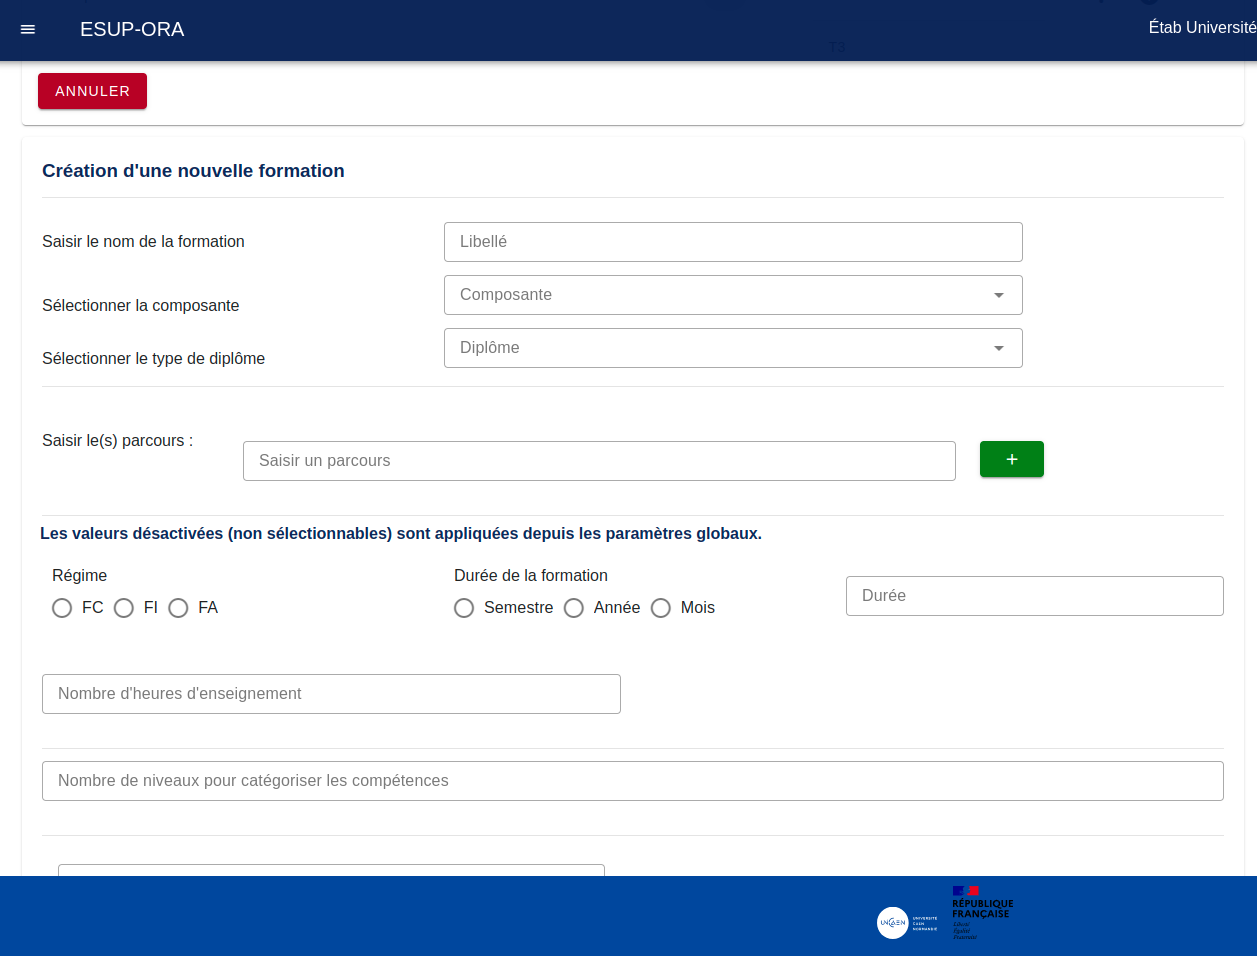 ESUP-ORA
Étab Université
T3
ANNULER
Création d'une nouvelle formation
Saisir le nom de la formation
Libellé
Sélectionner la composante
Composante
Sélectionner le type de diplôme
Diplôme
Saisir le(s) parcours :
Saisir un parcours
+
Les valeurs désactivées (non sélectionnables) sont appliquées depuis les paramètres globaux.
Régime
FC FI FA
Durée de la formation
Semestre Année Mois
Durée
Nombre d'heures d'enseignement
Nombre de niveaux pour catégoriser les compétences
UNICAEN
UNIVERSITÉ
CAEN
NORMANDIE
RÉPUBLIQUE
FRANÇAISE
Liberté
Égalité
Fraternité